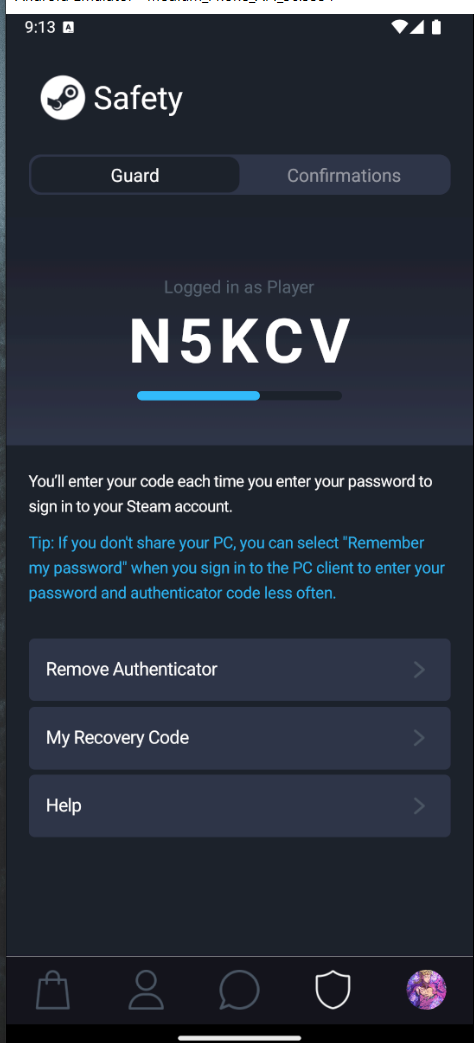 9:13 A
Safety
Guard Confirmations
Logged in as Player
N5KCV
You'll enter your code each time you enter your password to
sign in to your Steam account.
Tip: If you don't share your PC, you can select "Remember
my password" when you sign in to the PC client to enter your
password and authenticator code less often.
Remove Authenticator
My Recovery Code
Help